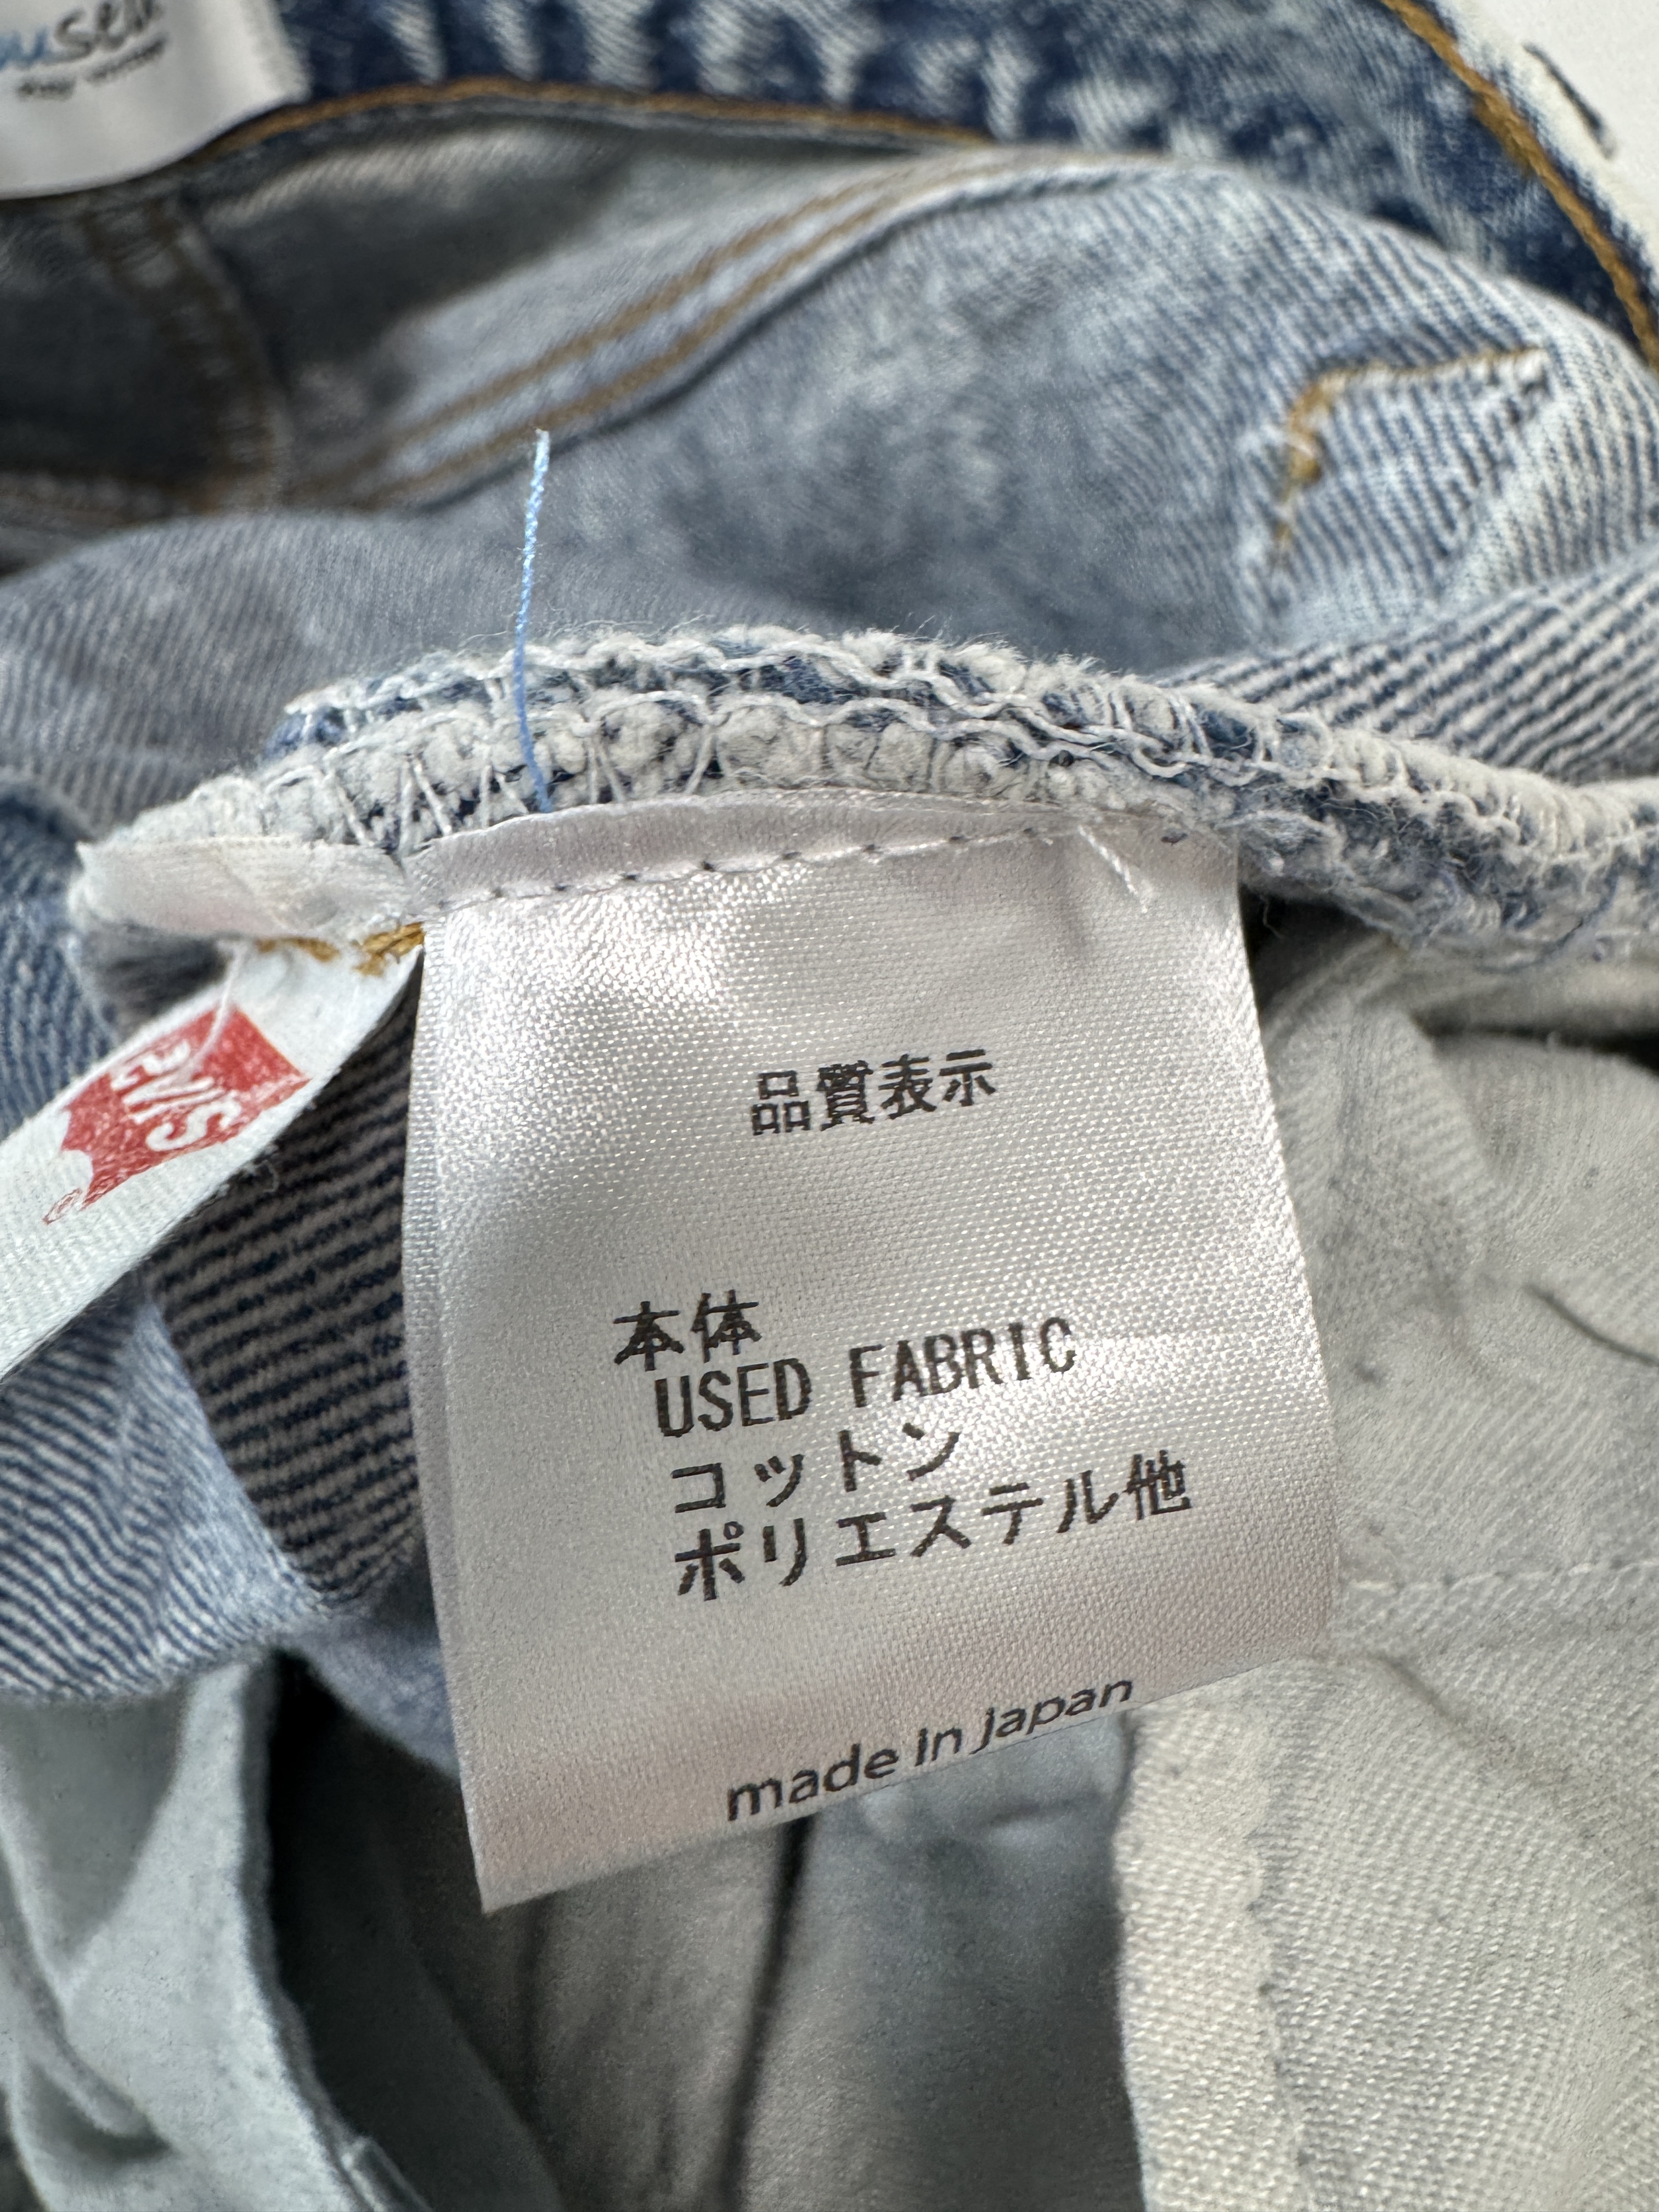 品質表示
本体
USED FABRIC
コットン
ポリエステル他
made in japan